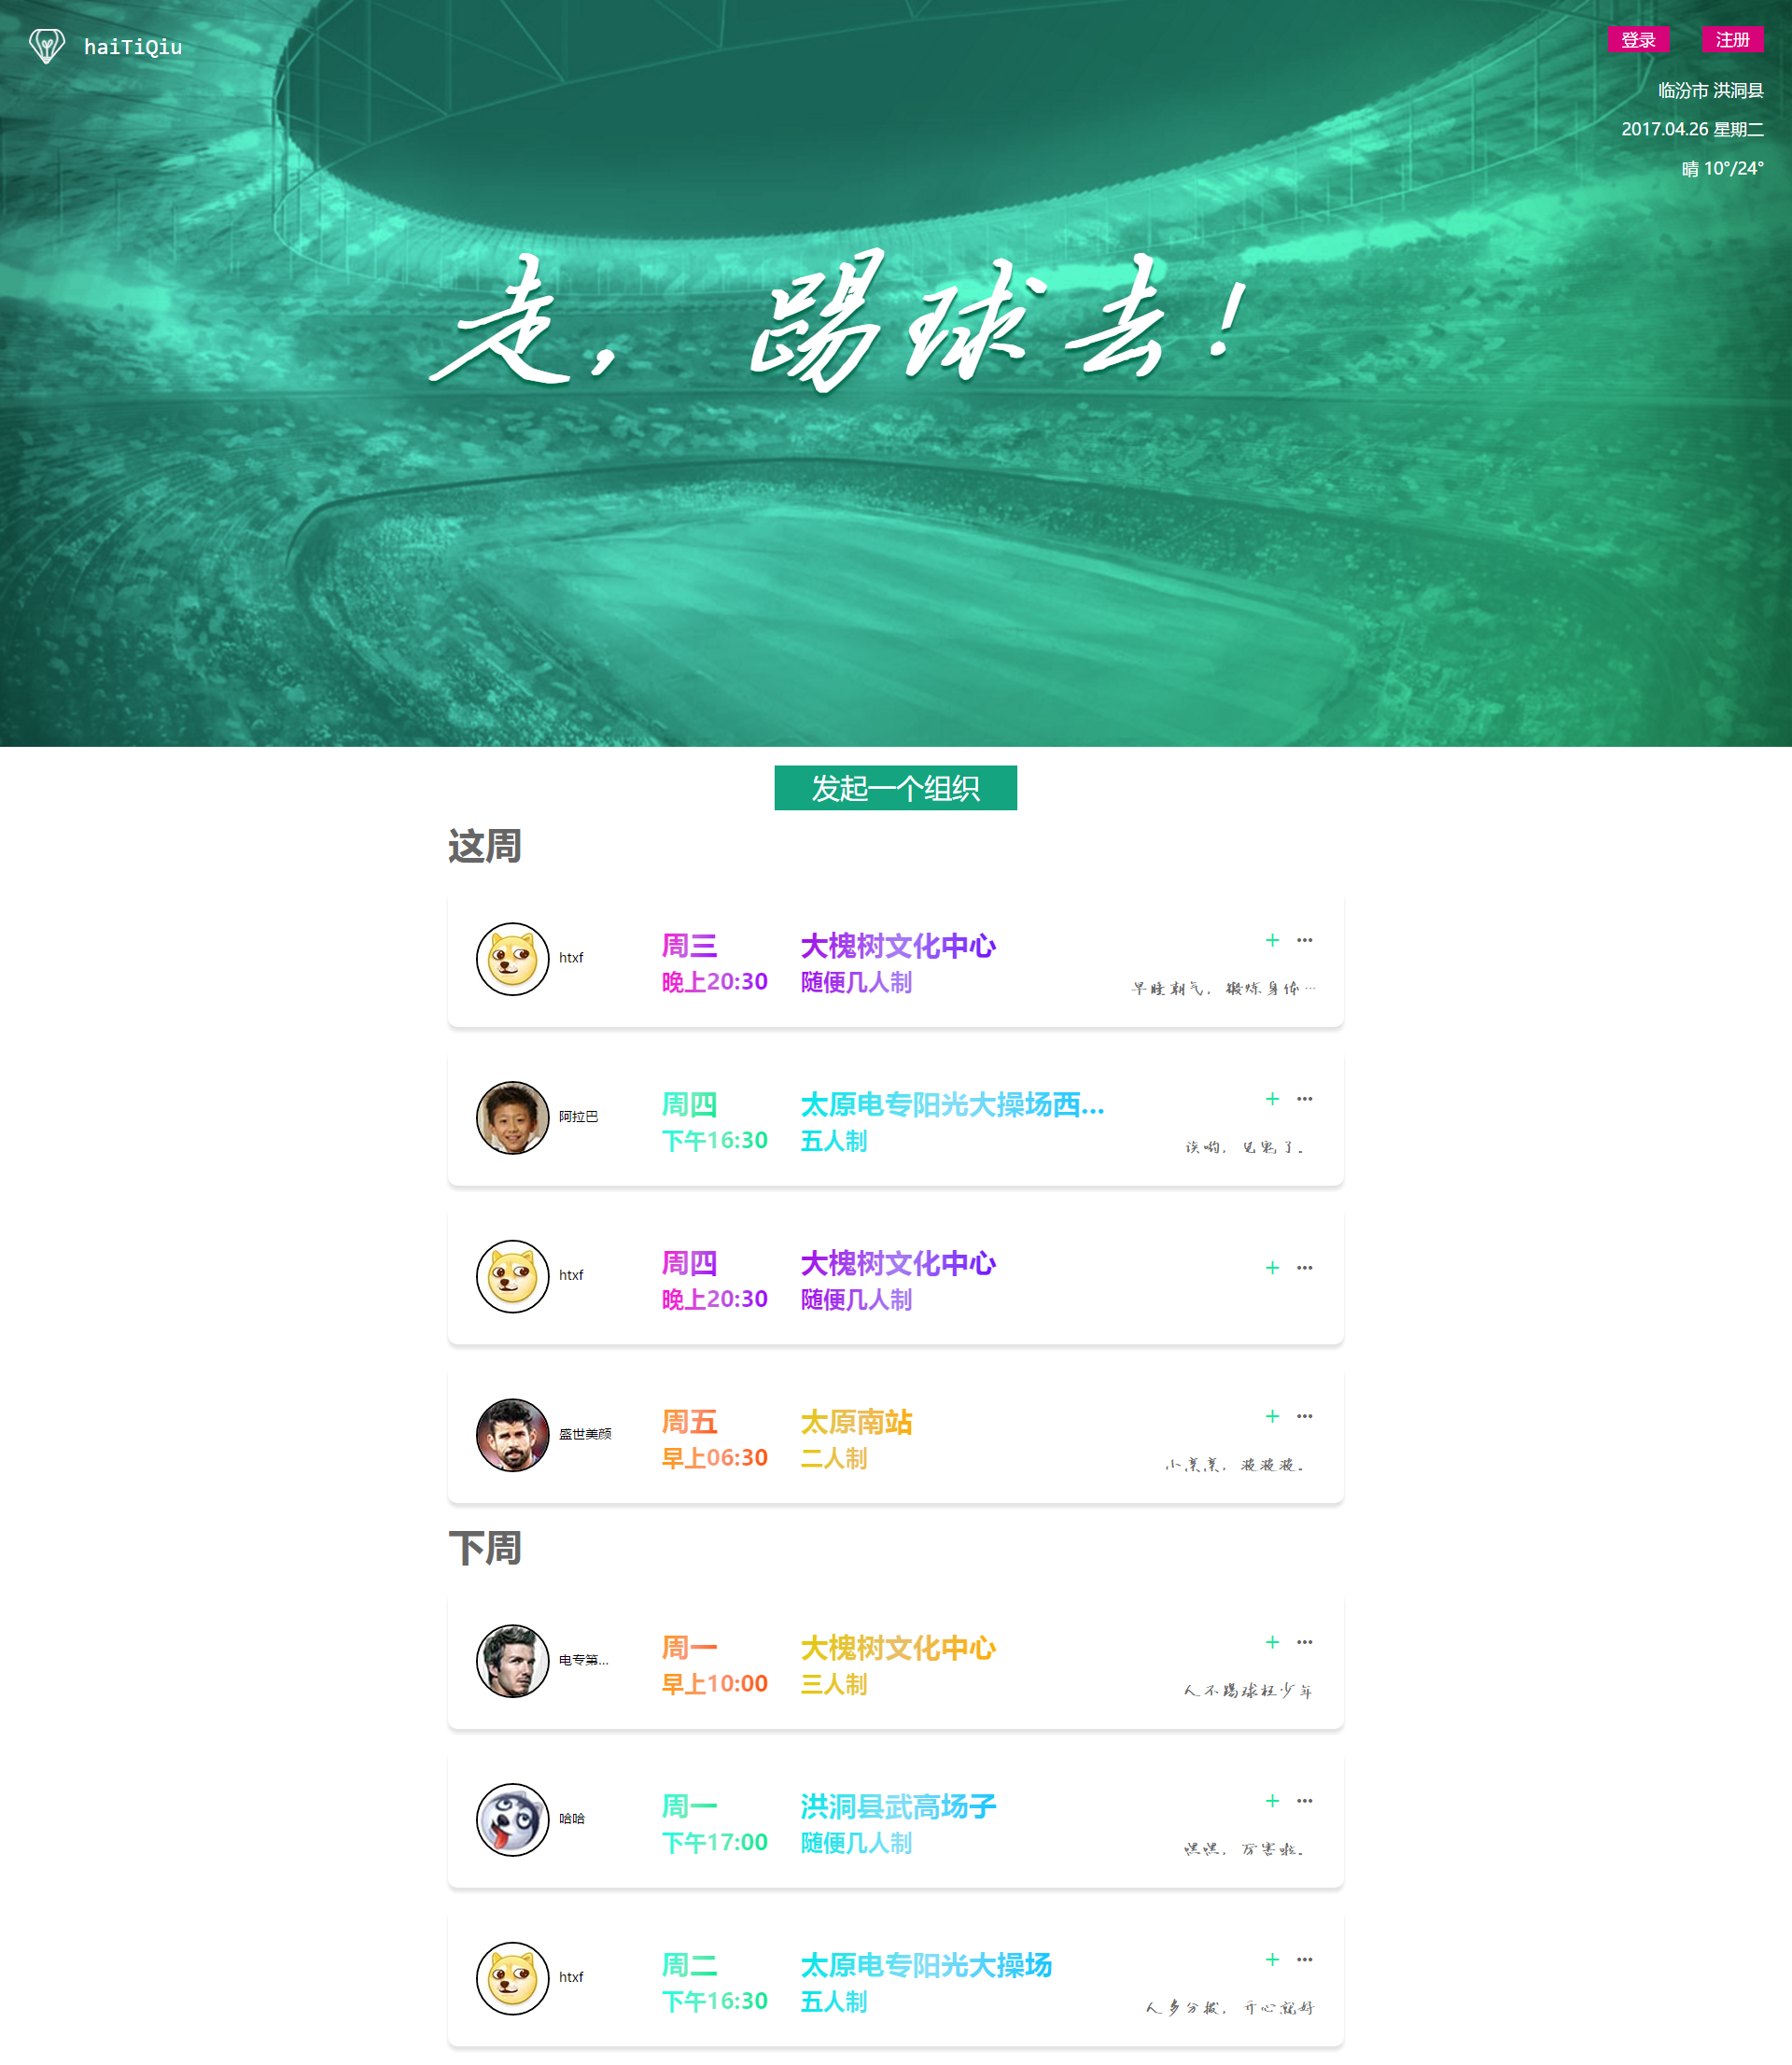 haiTiQiu
登录 注册
临汾市 洪洞县
2017.04.26 星期二
晴 10°/24°
走，踢球去！
发起一个组织
这周
htxf
周三
晚上20:30
大槐树文化中心
随便几人制
早睡朝气，锻炼身体…
阿拉巴
周四
下午16:30
太原电专阳光大操场西...
五人制
诶哟，见鬼了。
htxf
周四
晚上20:30
大槐树文化中心
随便几人制
盛世美颜
周五
早上06:30
太原南站
二人制
小亲亲，波波波。
下周
电专第...
周一
早上10:00
大槐树文化中心
三人制
人不踢球枉少年
哈哈
周一
下午17:00
洪洞县武高场子
随便几人制
嘿嘿，厉害啦。
htxf
周二
下午16:30
太原电专阳光大操场
五人制
人多分拨，开心就好